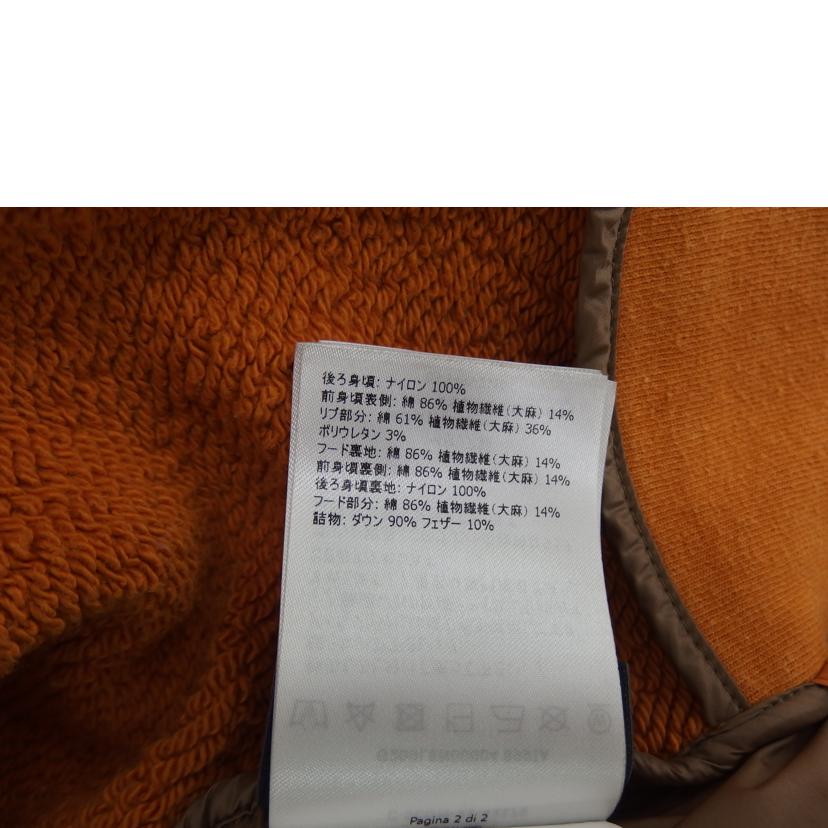 後ろ身頃: ナイロン 100%
前身頃表側: 綿 86% 植物繊維(大麻) 14%
リブ部分: 綿 61% 植物繊維(大麻) 36%
ポリウレタン 3%
フード裏地: 綿 86% 植物繊維(大麻) 14%
前身頃裏側: 綿 86% 植物繊維(大麻) 14%
後ろ身頃裏地: ナイロン 100%
フード部分: 綿 86% 植物繊維(大麻) 14%
詰物: ダウン 90% フェザー 10%
Pagina 2 di 2